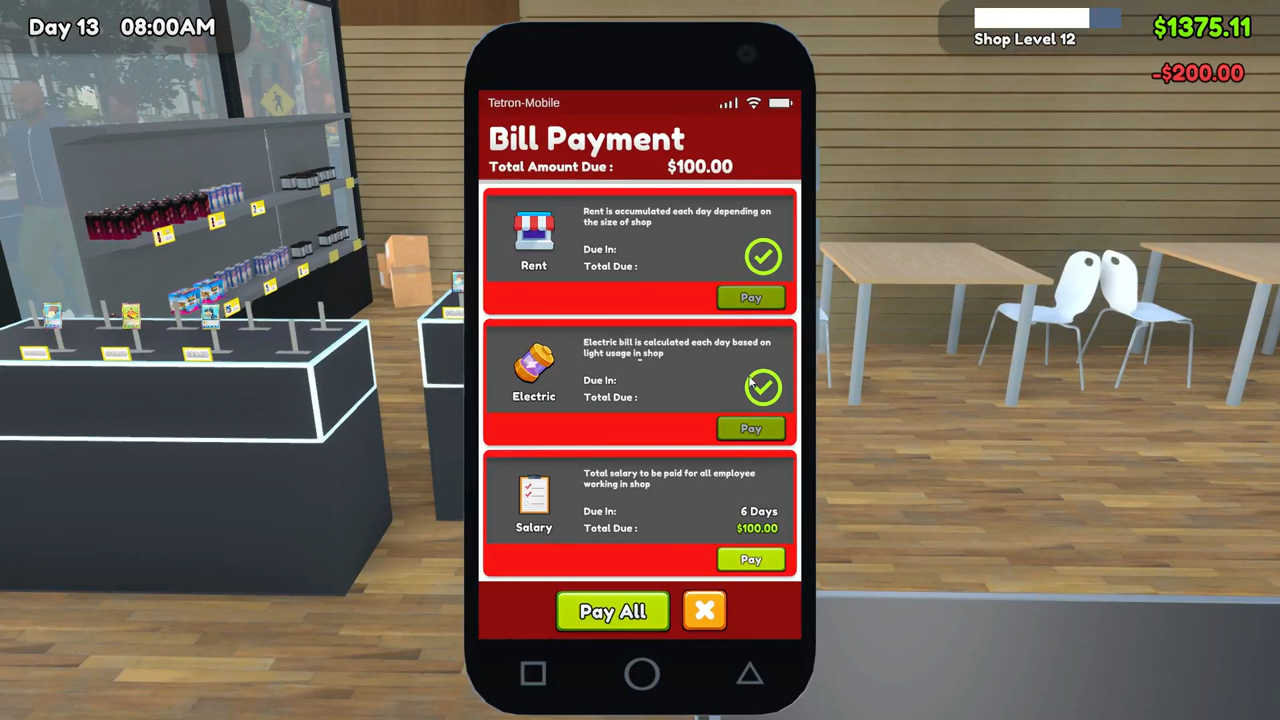 Day 13 08:00AM
Shop Level 12
$1375.11
-$200.00
Tetron-Mobile
Bill Payment
Total Amount Due : $100.00
Rent is accumulated each day depending on
the size of shop
Due In:
Total Due :
Rent
Pay
Electric bill is calculated each day based on
light usage in shop
Due In:
Total Due :
Electric
Pay
Total salary to be paid for all employee
working in shop
Due In: 6 Days
Total Due : $100.00
Salary
Pay
Pay All